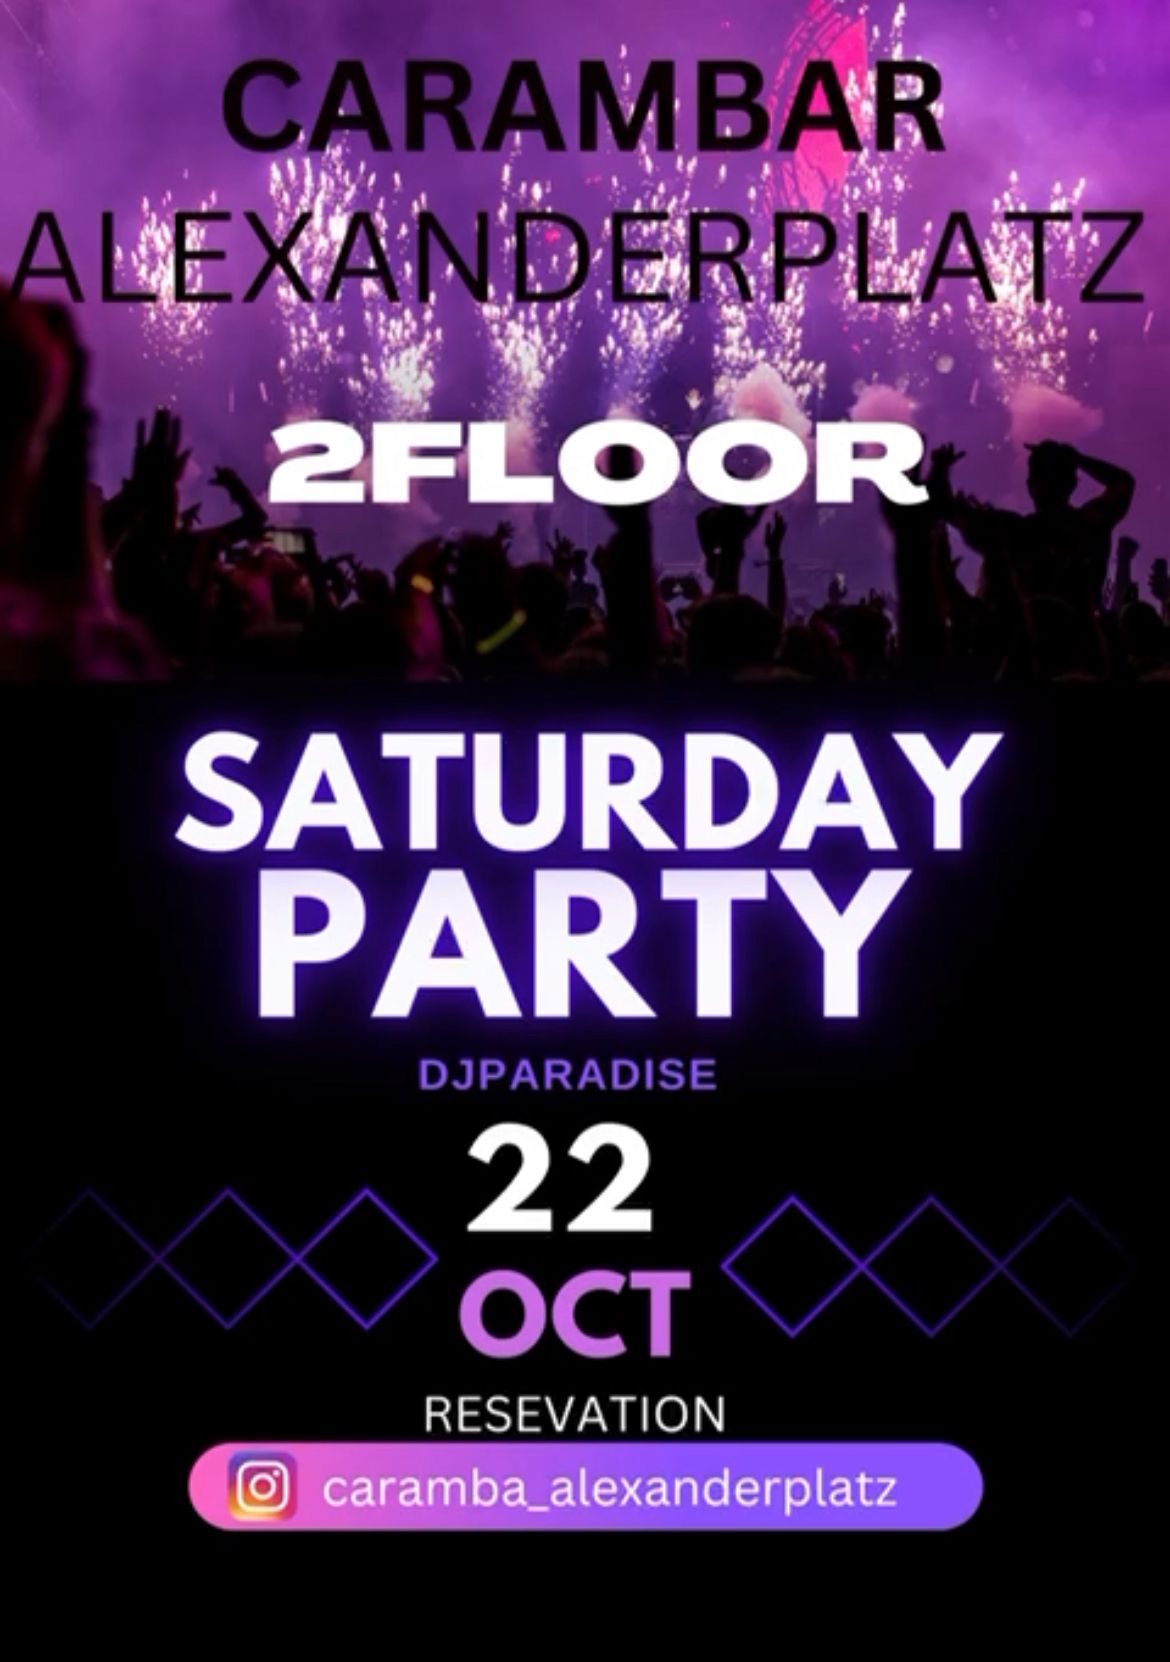 CARAMBAR
ALEXANDERPLATZ
2FLOOR
SATURDAY
PARTY
DJPARADISE
22
OCT
RESEVATION
caramba_alexanderplatz